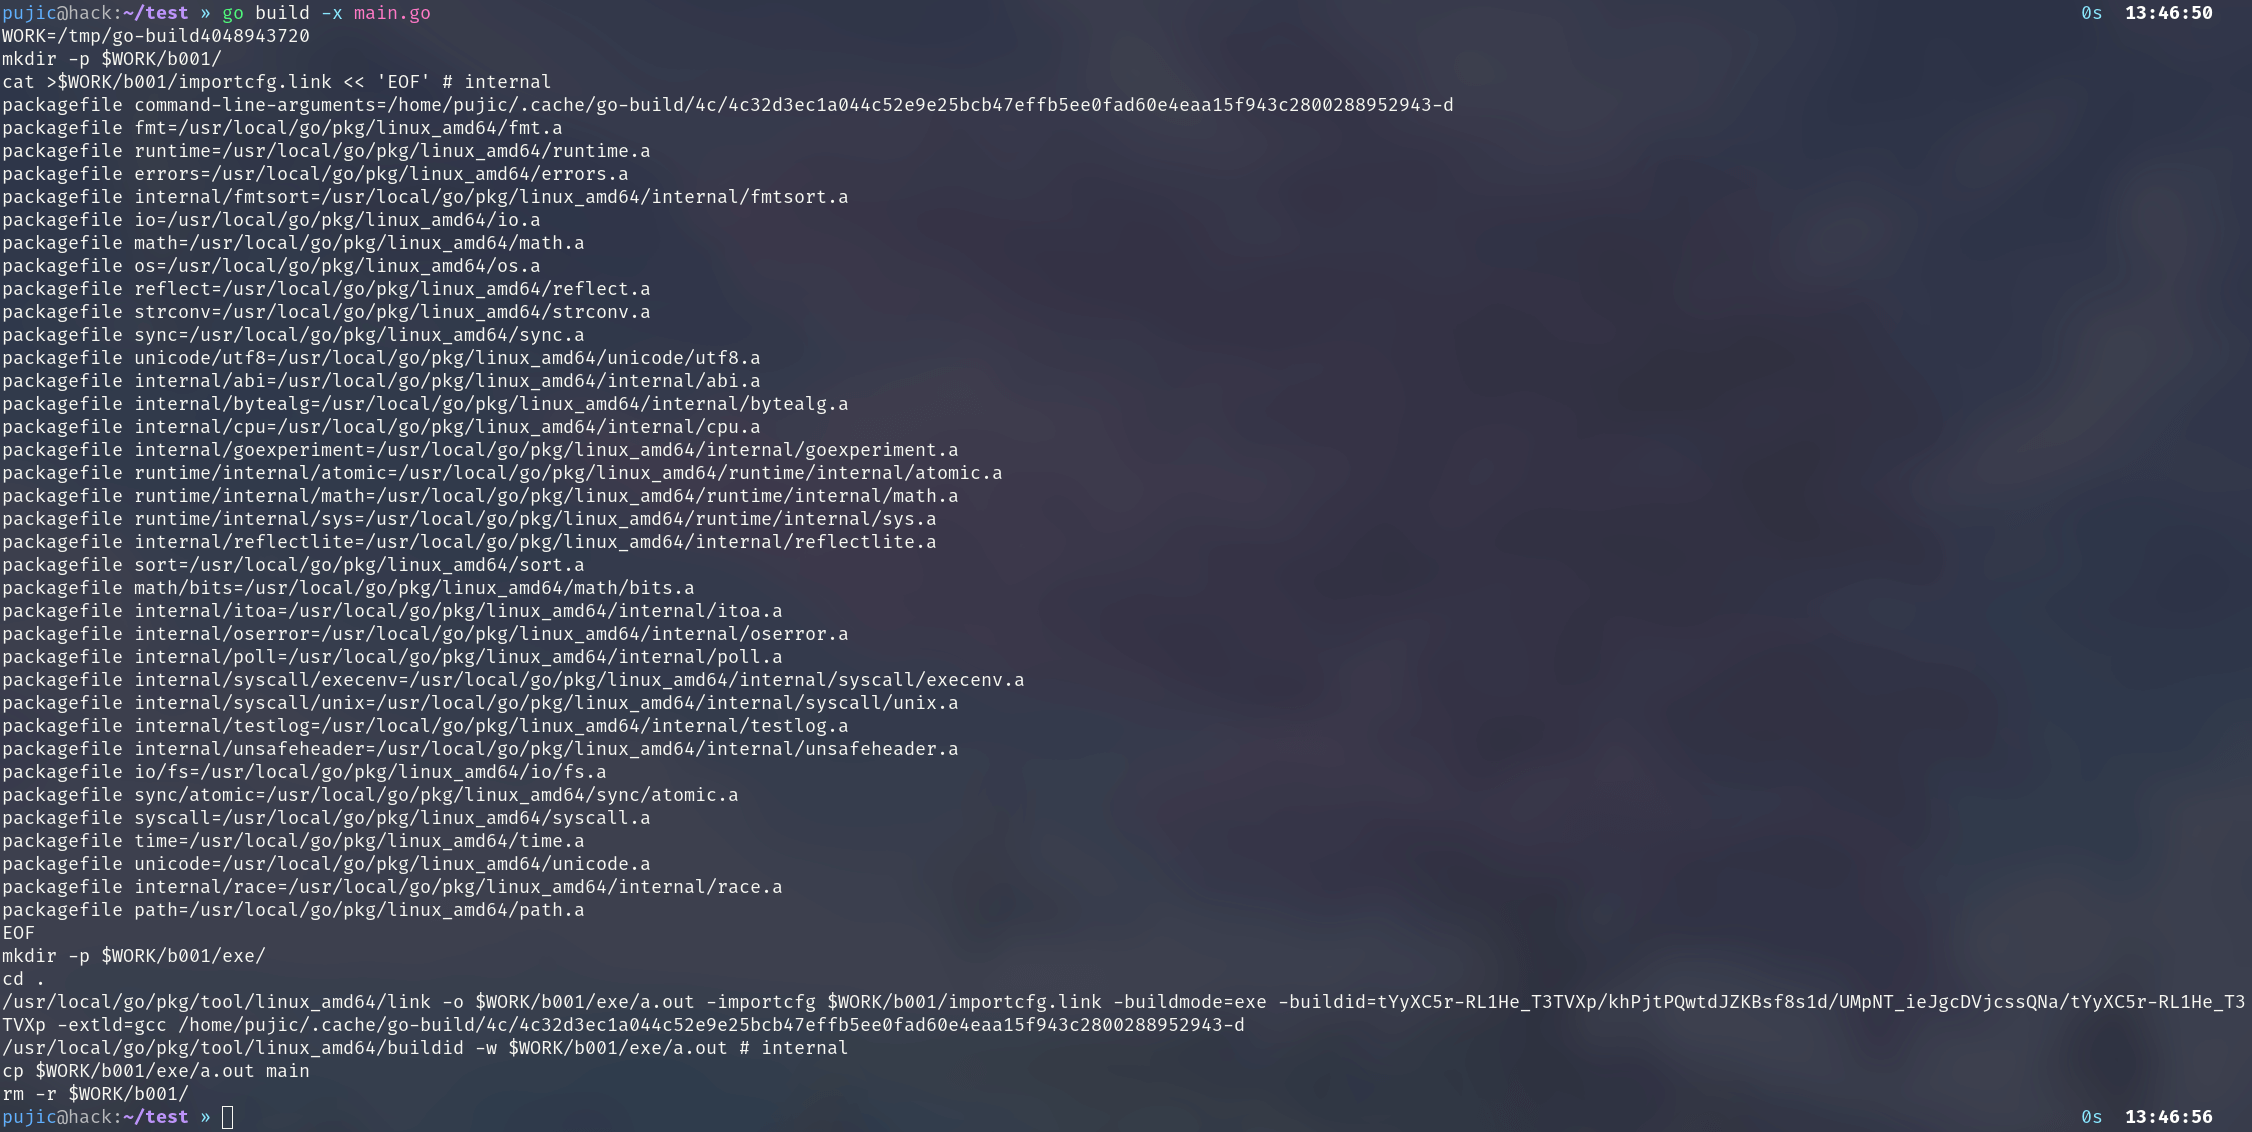 pujic@hack:~/test » go build -x main.go 0s 13:46:50
WORK=/tmp/go-build4048943720
mkdir -p $WORK/b001/
cat >$WORK/b001/importcfg.link << 'EOF' # internal
packagefile command-line-arguments=/home/pujic/.cache/go-build/4c/4c32d3ec1a044c52e9e25bcb47effb5ee0fad60e4eaa15f943c2800288952943-d
packagefile fmt=/usr/local/go/pkg/linux_amd64/fmt.a
packagefile runtime=/usr/local/go/pkg/linux_amd64/runtime.a
packagefile errors=/usr/local/go/pkg/linux_amd64/errors.a
packagefile internal/fmtsort=/usr/local/go/pkg/linux_amd64/internal/fmtsort.a
packagefile io=/usr/local/go/pkg/linux_amd64/io.a
packagefile math=/usr/local/go/pkg/linux_amd64/math.a
packagefile os=/usr/local/go/pkg/linux_amd64/os.a
packagefile reflect=/usr/local/go/pkg/linux_amd64/reflect.a
packagefile strconv=/usr/local/go/pkg/linux_amd64/strconv.a
packagefile sync=/usr/local/go/pkg/linux_amd64/sync.a
packagefile unicode/utf8=/usr/local/go/pkg/linux_amd64/unicode/utf8.a
packagefile internal/abi=/usr/local/go/pkg/linux_amd64/internal/abi.a
packagefile internal/bytealg=/usr/local/go/pkg/linux_amd64/internal/bytealg.a
packagefile internal/cpu=/usr/local/go/pkg/linux_amd64/internal/cpu.a
packagefile internal/goexperiment=/usr/local/go/pkg/linux_amd64/internal/goexperiment.a
packagefile runtime/internal/atomic=/usr/local/go/pkg/linux_amd64/runtime/internal/atomic.a
packagefile runtime/internal/math=/usr/local/go/pkg/linux_amd64/runtime/internal/math.a
packagefile runtime/internal/sys=/usr/local/go/pkg/linux_amd64/runtime/internal/sys.a
packagefile internal/reflectlite=/usr/local/go/pkg/linux_amd64/internal/reflectlite.a
packagefile sort=/usr/local/go/pkg/linux_amd64/sort.a
packagefile math/bits=/usr/local/go/pkg/linux_amd64/math/bits.a
packagefile internal/itoa=/usr/local/go/pkg/linux_amd64/internal/itoa.a
packagefile internal/oserror=/usr/local/go/pkg/linux_amd64/internal/oserror.a
packagefile internal/poll=/usr/local/go/pkg/linux_amd64/internal/poll.a
packagefile internal/syscall/execenv=/usr/local/go/pkg/linux_amd64/internal/syscall/execenv.a
packagefile internal/syscall/unix=/usr/local/go/pkg/linux_amd64/internal/syscall/unix.a
packagefile internal/testlog=/usr/local/go/pkg/linux_amd64/internal/testlog.a
packagefile internal/unsafeheader=/usr/local/go/pkg/linux_amd64/internal/unsafeheader.a
packagefile io/fs=/usr/local/go/pkg/linux_amd64/io/fs.a
packagefile sync/atomic=/usr/local/go/pkg/linux_amd64/sync/atomic.a
packagefile syscall=/usr/local/go/pkg/linux_amd64/syscall.a
packagefile time=/usr/local/go/pkg/linux_amd64/time.a
packagefile unicode=/usr/local/go/pkg/linux_amd64/unicode.a
packagefile internal/race=/usr/local/go/pkg/linux_amd64/internal/race.a
packagefile path=/usr/local/go/pkg/linux_amd64/path.a
EOF
mkdir -p $WORK/b001/exe/
cd .
/usr/local/go/pkg/tool/linux_amd64/link -o $WORK/b001/exe/a.out -importcfg $WORK/b001/importcfg.link -buildmode=exe -buildid=tYyXC5r-RL1He_T3TVXp/khPjtPQwtdJZKBsf8s1d/UMpNT_ieJgcDVjcssQNa/tYyXC5r-RL1He_T3
TVXp -extld=gcc /home/pujic/.cache/go-build/4c/4c32d3ec1a044c52e9e25bcb47effb5ee0fad60e4eaa15f943c2800288952943-d
/usr/local/go/pkg/tool/linux_amd64/buildid -w $WORK/b001/exe/a.out # internal
cp $WORK/b001/exe/a.out main
rm -r $WORK/b001/
pujic@hack:~/test » 0s 13:46:56